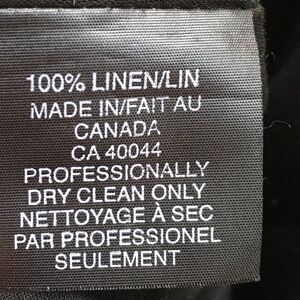 100% LINEN/LIN
MADE IN/FAIT AU
CANADA
CA 40044
PROFESSIONALLY
DRY CLEAN ONLY
NETTOYAGE À SEC
PAR PROFESSIONEL
SEULEMENT